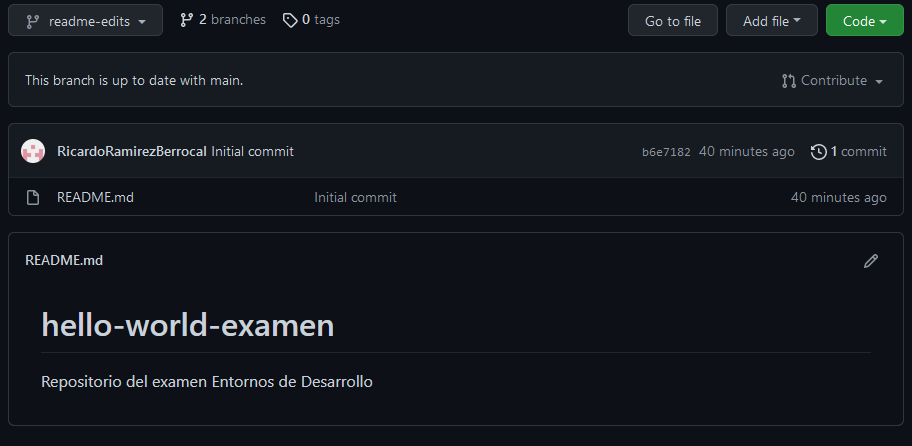 readme-edits 2 branches 0 tags Go to file Add file Code
This branch is up to date with main. Contribute
RicardoRamirezBerrocal Initial commit b6e7182 40 minutes ago 1 commit
README.md Initial commit 40 minutes ago
README.md
hello-world-examen
Repositorio del examen Entornos de Desarrollo